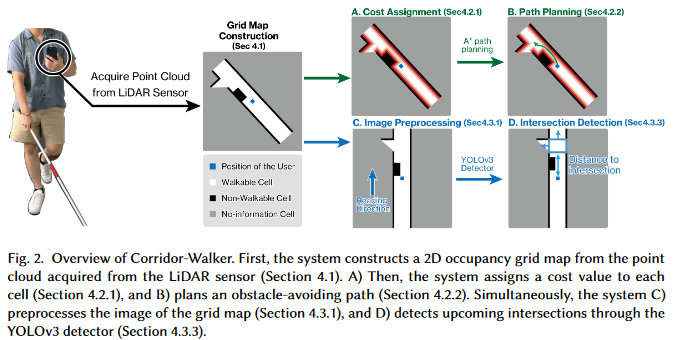 Grid Map
Construction
(Sec 4.1)
A. Cost Assignment (Sec4.2.1)
B. Path Planning (Sec4.2.2)
Acquire Point Cloud
from LiDAR Sensor
A* path
planning
C. Image Preprocessing (Sec4.3.1)
D. Intersection Detection (Sec4.3.3)
Position of the User
Walkable Cell
Non-Walkable Cell
No-information Cell
Heading
Direction
YOLOv3
Detector
Distance to
intersection
Fig. 2. Overview of Corridor-Walker. First, the system constructs a 2D occupancy grid map from the point
cloud acquired from the LiDAR sensor (Section 4.1). A) Then, the system assigns a cost value to each
cell (Section 4.2.1), and B) plans an obstacle-avoiding path (Section 4.2.2). Simultaneously, the system C)
preprocesses the image of the grid map (Section 4.3.1), and D) detects upcoming intersections through the
YOLOv3 detector (Section 4.3.3).